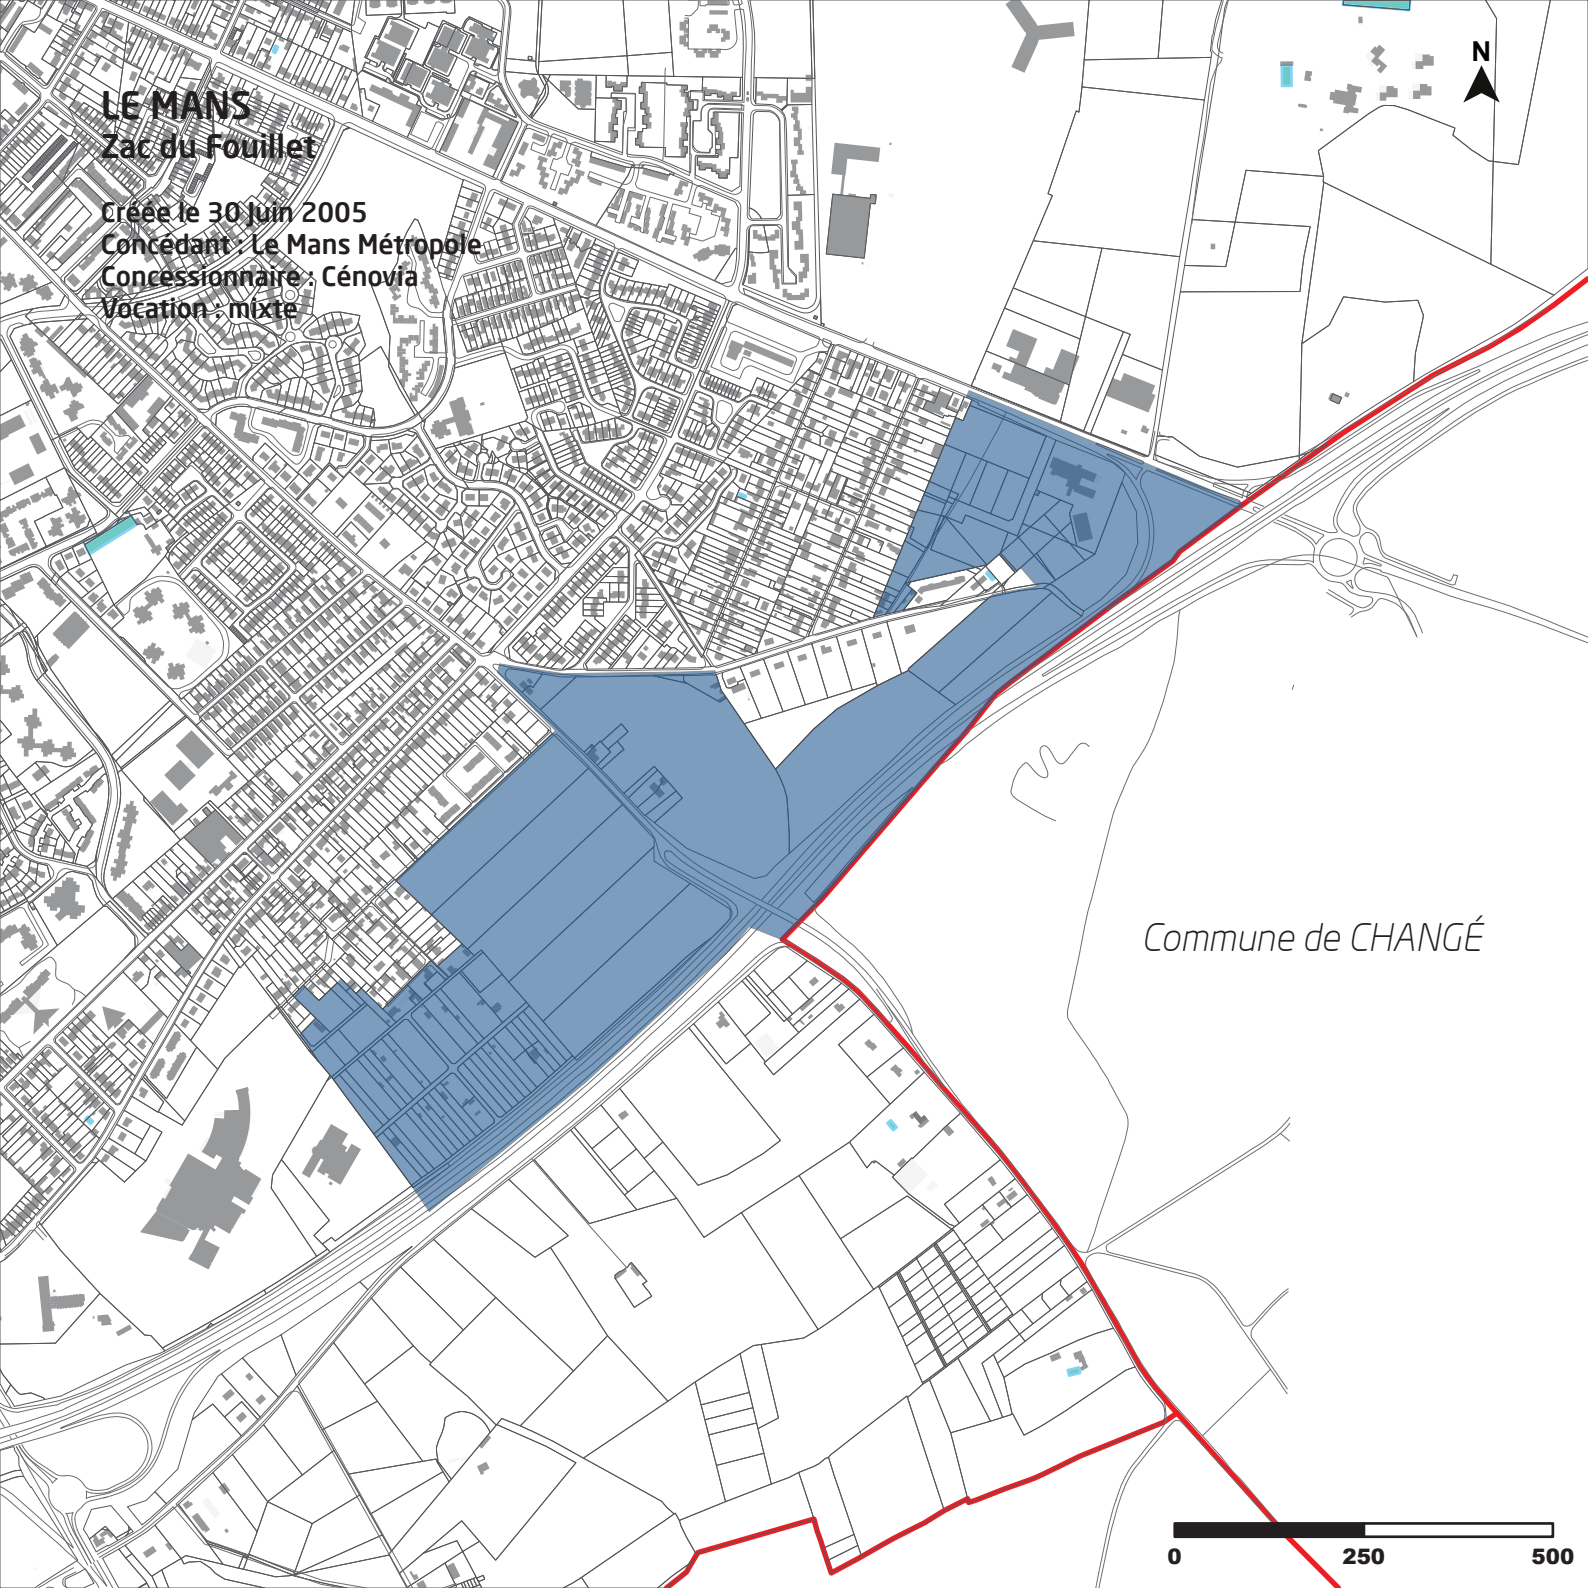 N
LE MANS
Zac du Fouillet
Créée le 30 Juin 2005
Concédant : Le Mans Métropole
Concessionnaire : Cénovia
Vocation : mixte
Commune de CHANGÉ
0 250 500